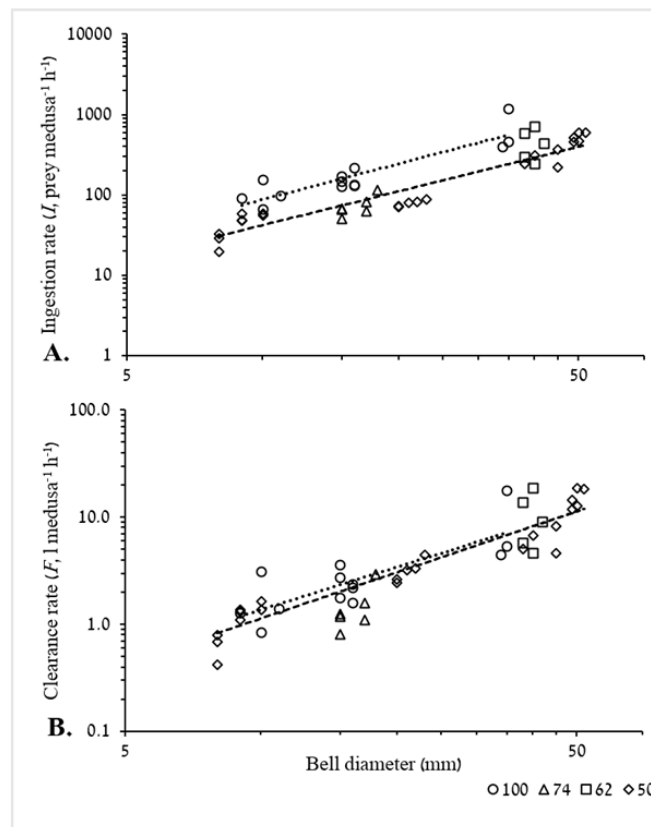 10000
1000
100
10
1
Ingestion rate (I, prey medusa⁻¹ h⁻¹)
A.
5
50
100.0
10.0
1.0
0.1
Clearance rate (F, l medusa⁻¹ h⁻¹)
B.
5
50
Bell diameter (mm)
○ 100 △ 74 □ 62 ◇ 50